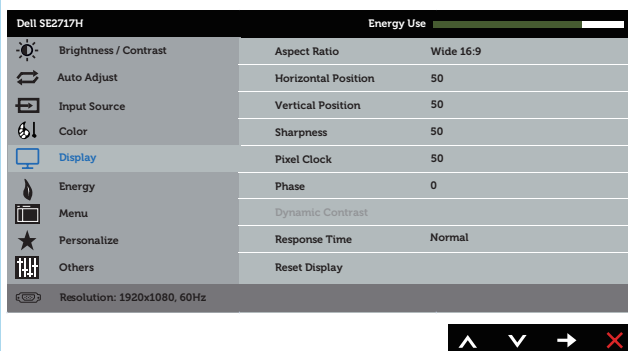 Dell SE2717H Energy Use
Brightness / Contrast Aspect Ratio Wide 16:9
Auto Adjust Horizontal Position 50
Input Source Vertical Position 50
Color Sharpness 50
Display Pixel Clock 50
Energy Phase 0
Menu Dynamic Contrast
Personalize Response Time Normal
Others Reset Display
Resolution: 1920x1080, 60Hz